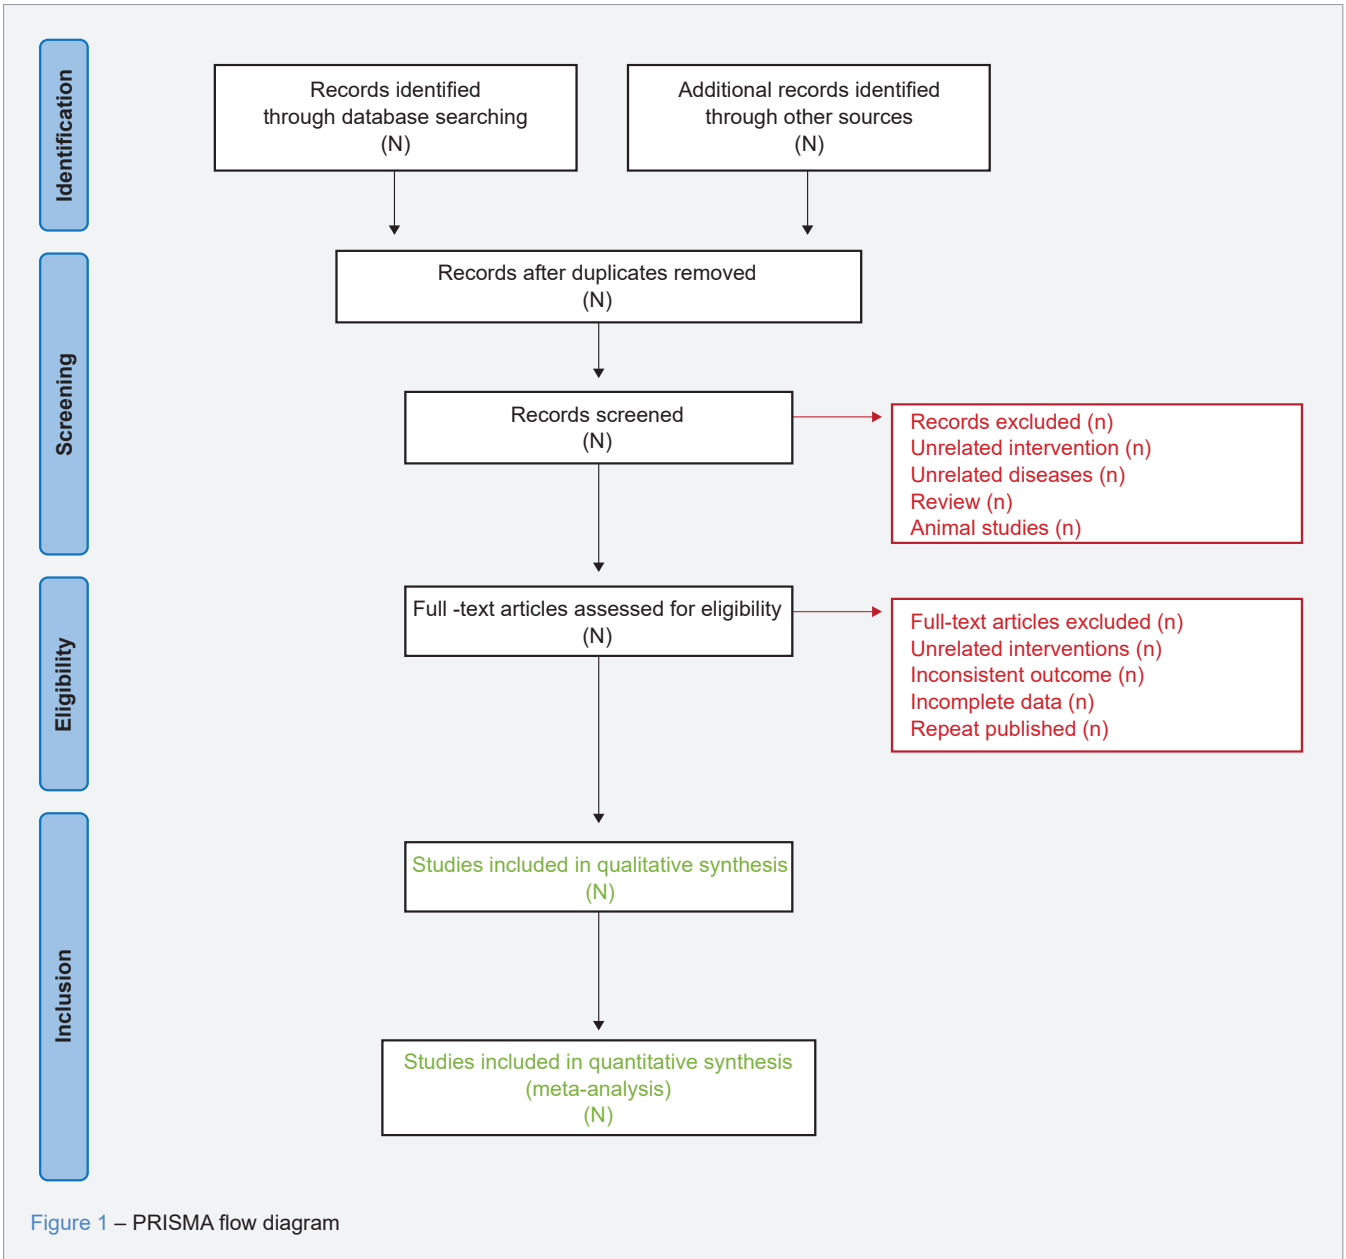 Identification
Records identified
through database searching
(N)
Additional records identified
through other sources
(N)
Screening
Records after duplicates removed
(N)
Records screened
(N)
Records excluded (n)
Unrelated intervention (n)
Unrelated diseases (n)
Review (n)
Animal studies (n)
Eligibility
Full -text articles assessed for eligibility
(N)
Full-text articles excluded (n)
Unrelated interventions (n)
Inconsistent outcome (n)
Incomplete data (n)
Repeat published (n)
Inclusion
Studies included in qualitative synthesis
(N)
Studies included in quantitative synthesis
(meta-analysis)
(N)
Figure 1 – PRISMA flow diagram